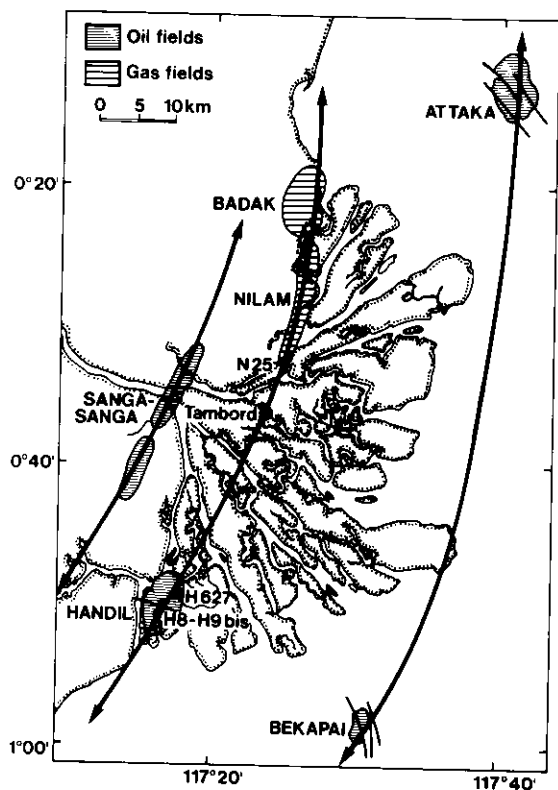 Oil fields
Gas fields
0 5 10km
ATTAKA
0°20'
BADAK
NILAM
N25
SANGA-
SANGA
Tambord
0°40'
H627
HANDIL
H8-H9 bis
BEKAPAI
1°00'
117°20' 117°40'